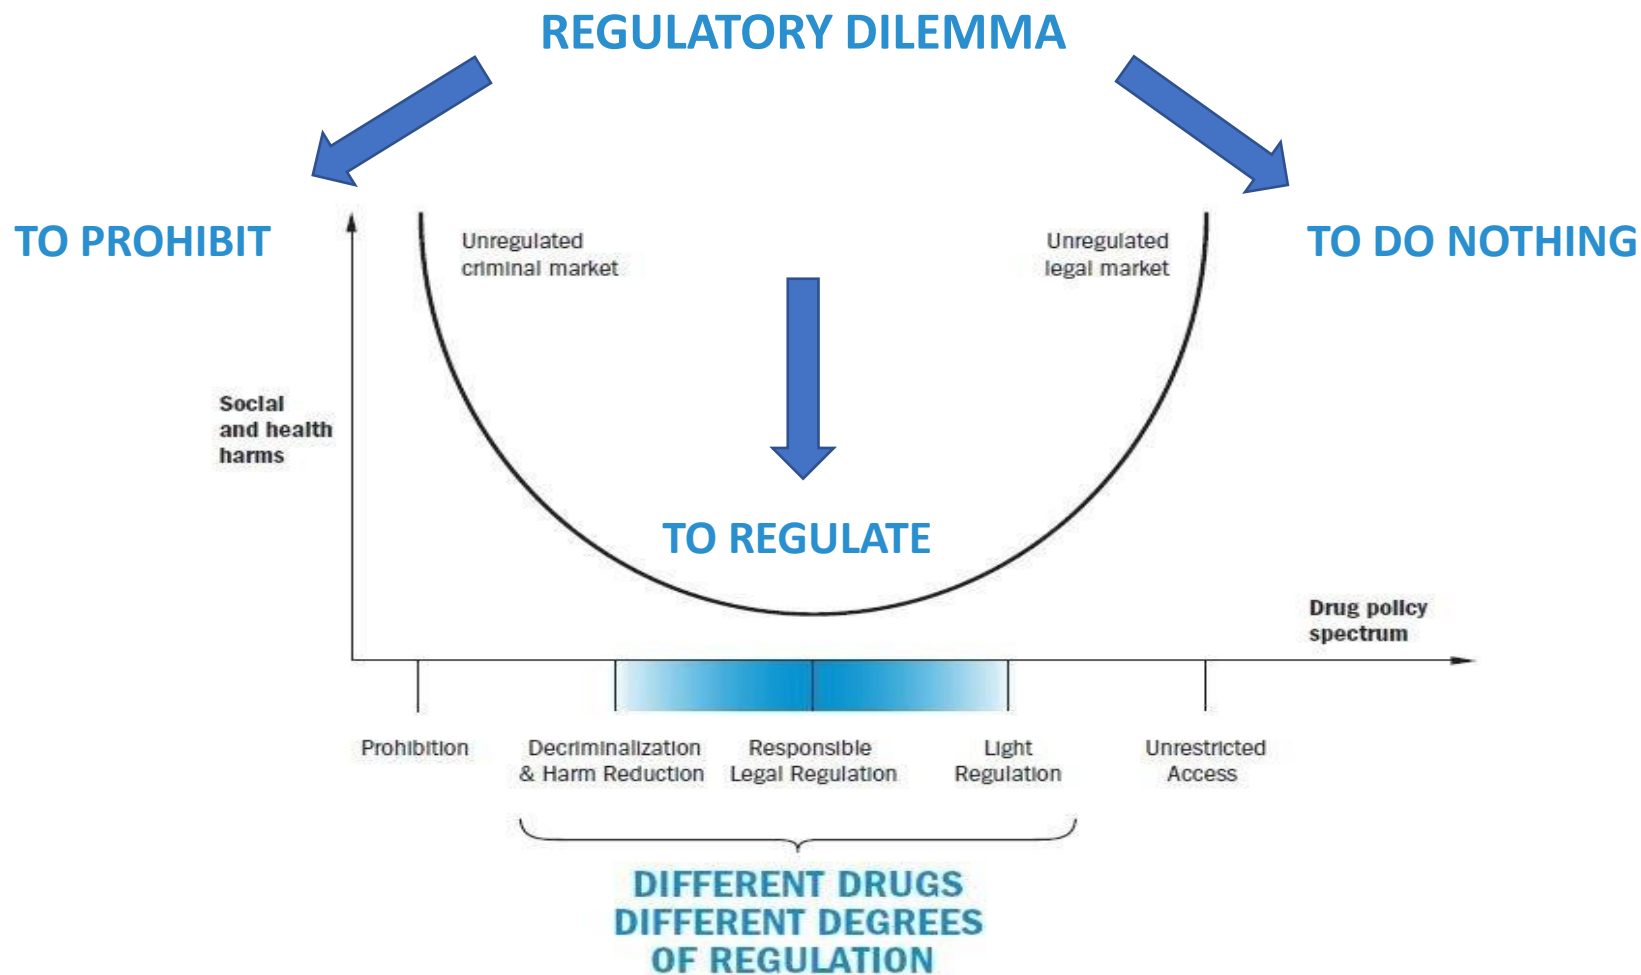 REGULATORY DILEMMA
TO PROHIBIT
Unregulated
criminal market
Unregulated
legal market
TO DO NOTHING
Social
and health
harms
TO REGULATE
Drug policy
spectrum
Prohibition
Decriminalization
& Harm Reduction
Responsible
Legal Regulation
Light
Regulation
Unrestricted
Access
DIFFERENT DRUGS
DIFFERENT DEGREES
OF REGULATION